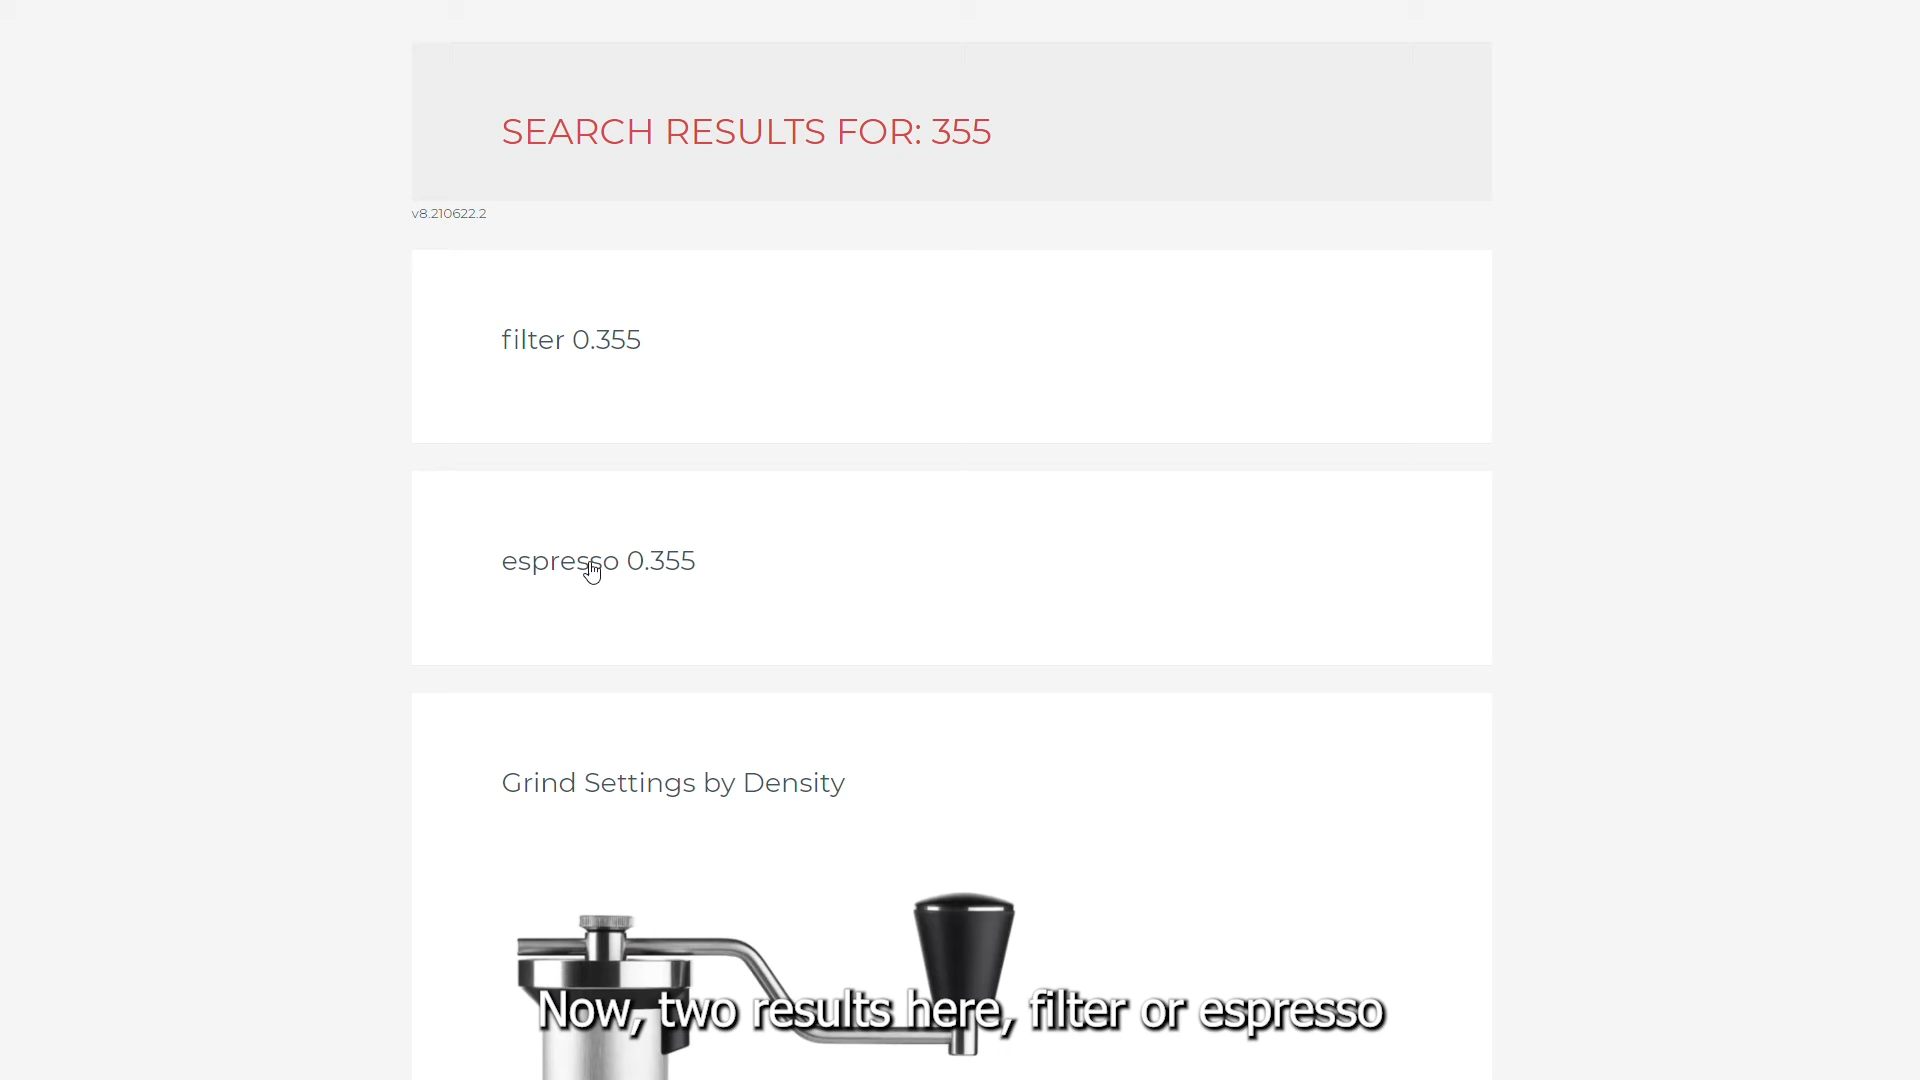 SEARCH RESULTS FOR: 355
v8.210622.2
filter 0.355
espresso 0.355
Grind Settings by Density
Now, two results here, filter or espresso